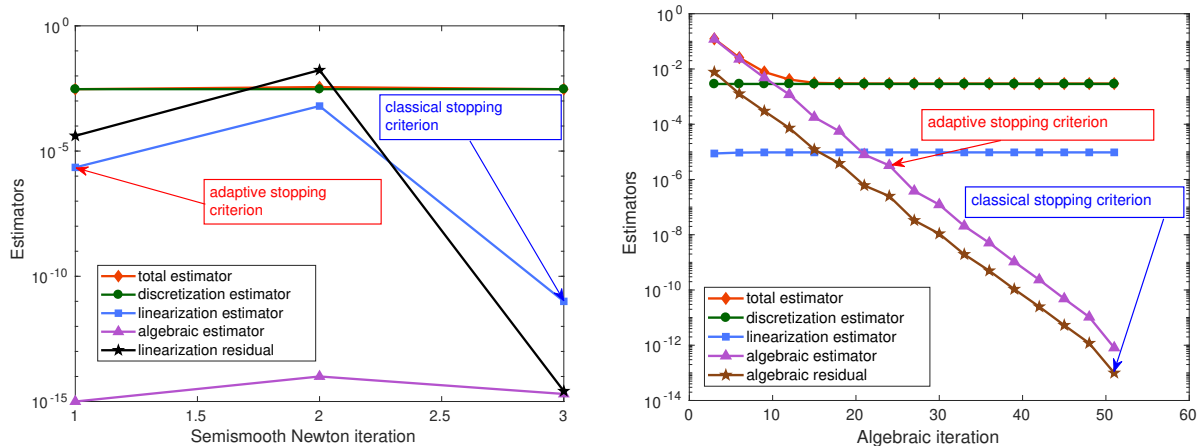 10^0
10^-5
10^-10
10^-15
Estimators
1
1.5
2
2.5
3
Semismooth Newton iteration
classical stopping
criterion
adaptive stopping
criterion
total estimator
discretization estimator
linearization estimator
algebraic estimator
linearization residual
10^0
10^-2
10^-4
10^-6
10^-8
10^-10
10^-12
10^-14
Estimators
0
10
20
30
40
50
60
Algebraic iteration
adaptive stopping criterion
classical stopping criterion
total estimator
discretization estimator
linearization estimator
algebraic estimator
algebraic residual